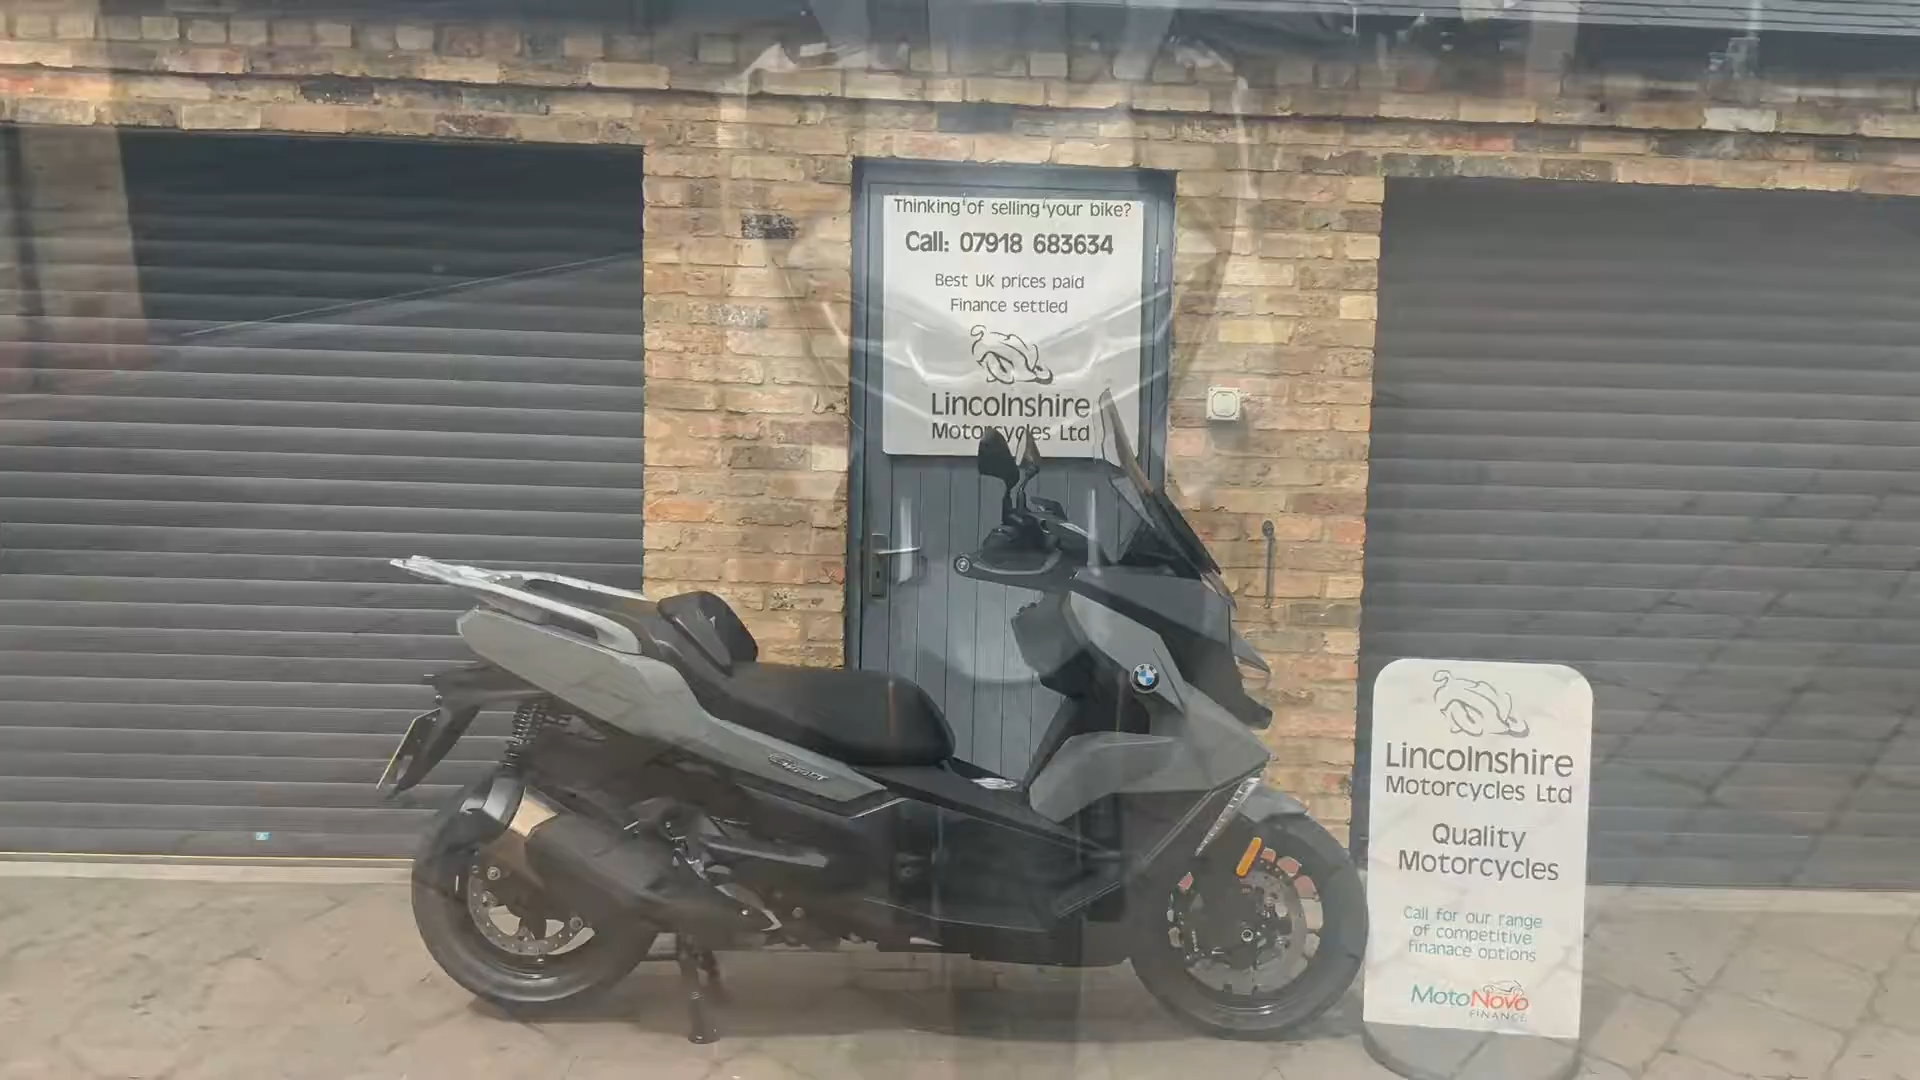 Thinking of selling your bike?
Call: 07918 683634
Best UK prices paid
Finance settled
Lincolnshire
Motorcycles Ltd
Lincolnshire
Motorcycles Ltd
Quality
Motorcycles
Call for our range
of competitive
finanace options
MotoNovo
FINANCE